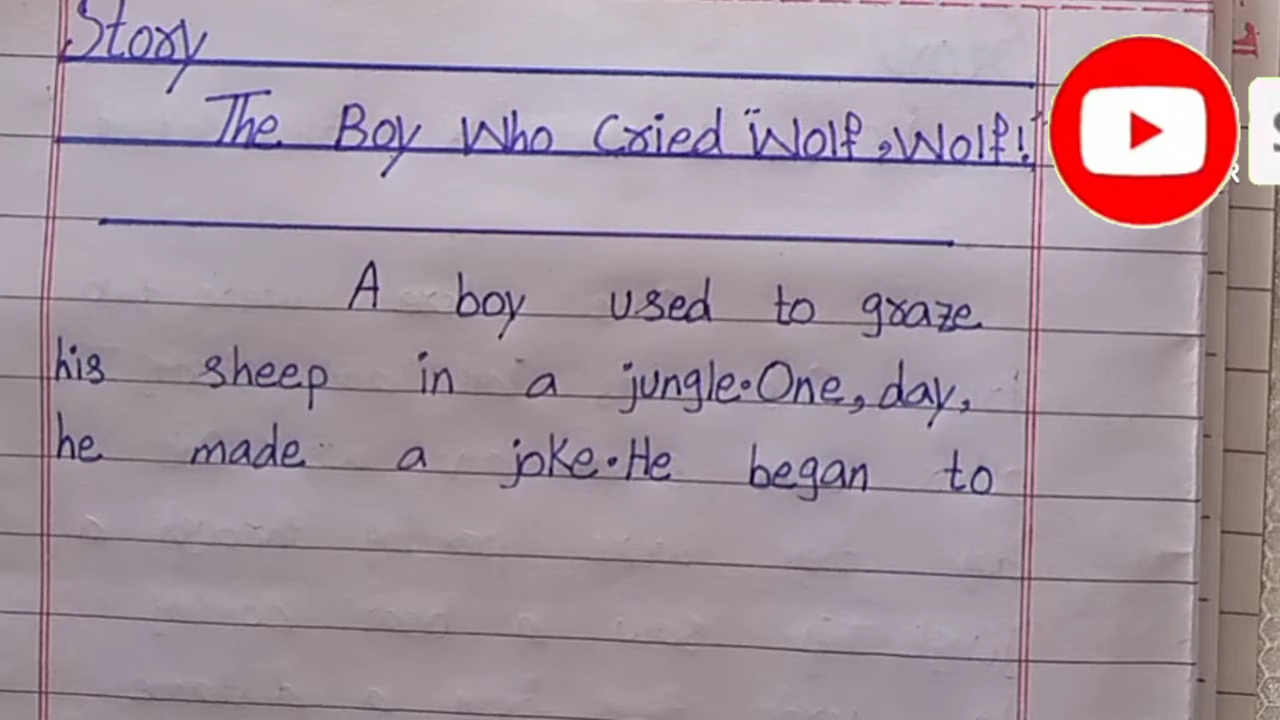 Story
The Boy Who Cried "Wolf, Wolf!"
A boy used to graze
his sheep in a jungle. One, day,
he made a joke. He began to